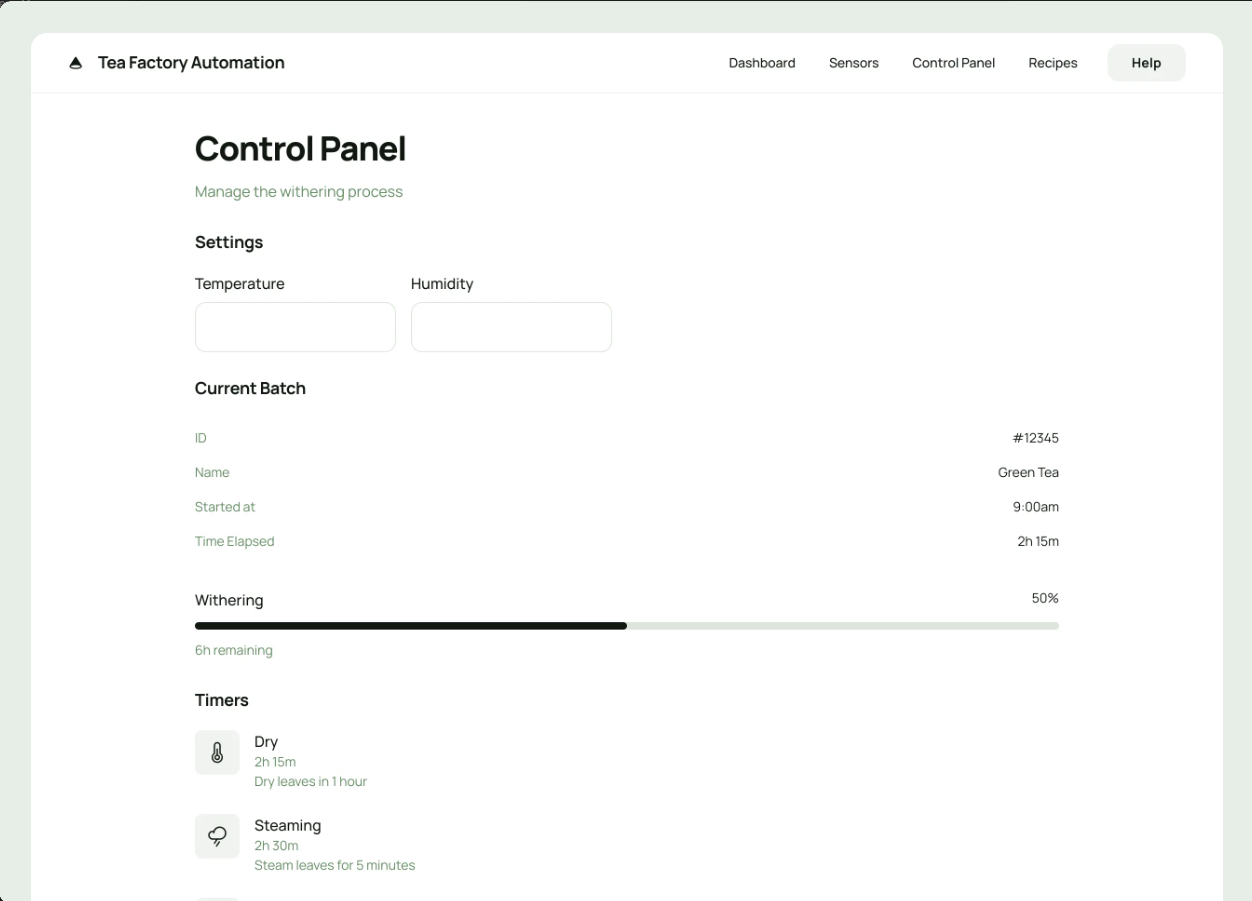 Tea Factory Automation
Dashboard
Sensors
Control Panel
Recipes
Help
Control Panel
Manage the withering process
Settings
Temperature
Humidity
Current Batch
ID
#12345
Name
Green Tea
Started at
9:00am
Time Elapsed
2h 15m
Withering
50%
6h remaining
Timers
Dry
2h 15m
Dry leaves in 1 hour
Steaming
2h 30m
Steam leaves for 5 minutes